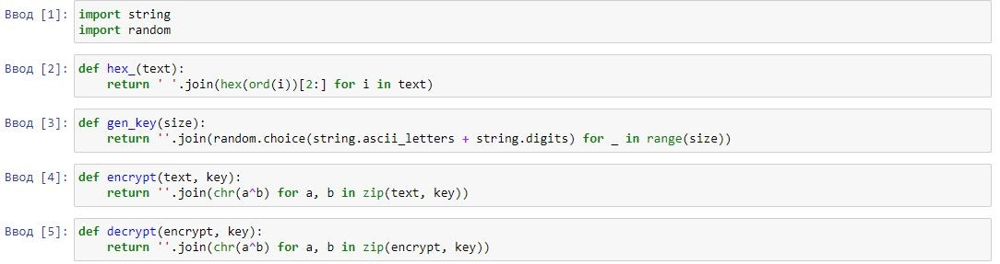 Ввод [1]: import string
import random
Ввод [2]: def hex_(text):
    return ' '.join(hex(ord(i))[2:] for i in text)
Ввод [3]: def gen_key(size):
    return ''.join(random.choice(string.ascii_letters + string.digits) for _ in range(size))
Ввод [4]: def encrypt(text, key):
    return ''.join(chr(a^b) for a, b in zip(text, key))
Ввод [5]: def decrypt(encrypt, key):
    return ''.join(chr(a^b) for a, b in zip(encrypt, key))